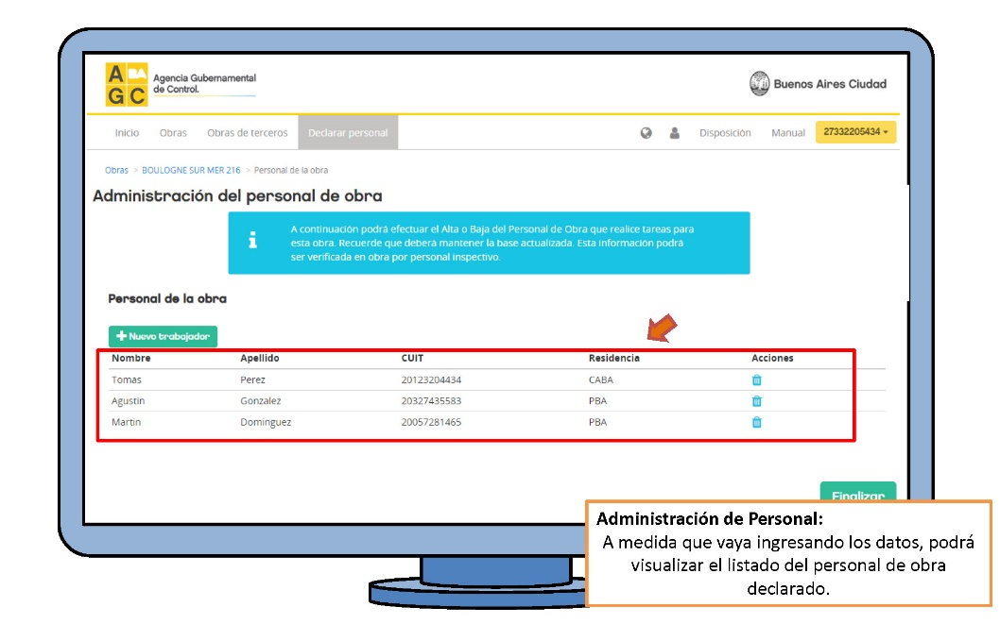 AGC BA
Agencia Gubernamental
de Control.
Buenos Aires Ciudad
Inicio Obras Obras de terceros Declarar personal Disposición Manual 27332205434
Obras > BOULOGNE SUR MER 216 > Personal de la obra
Administración del personal de obra
A continuación podrá efectuar el Alta o Baja del Personal de Obra que realice tareas para
esta obra. Recuerde que deberá mantener la base actualizada. Esta información podrá
ser verificada en obra por personal inspectivo.
Personal de la obra
Nuevo trabajador
Nombre Apellido CUIT Residencia Acciones
Tomas Perez 20123204434 CABA
Agustin Gonzalez 20327435583 PBA
Martin Dominguez 20057281465 PBA
Finalizar
Administración de Personal:
A medida que vaya ingresando los datos, podrá
visualizar el listado del personal de obra
declarado.